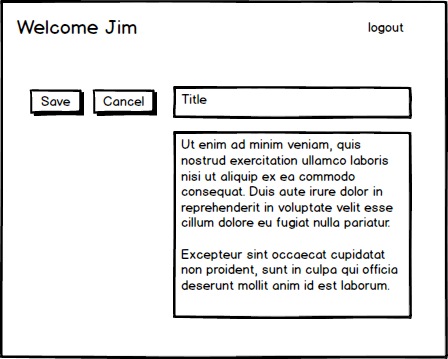 Welcome Jim
logout
Save
Cancel
Title
Ut enim ad minim veniam, quis
nostrud exercitation ullamco laboris
nisi ut aliquip ex ea commodo
consequat. Duis aute irure dolor in
reprehenderit in voluptate velit esse
cillum dolore eu fugiat nulla pariatur.
Excepteur sint occaecat cupidatat
non proident, sunt in culpa qui officia
deserunt mollit anim id est laborum.